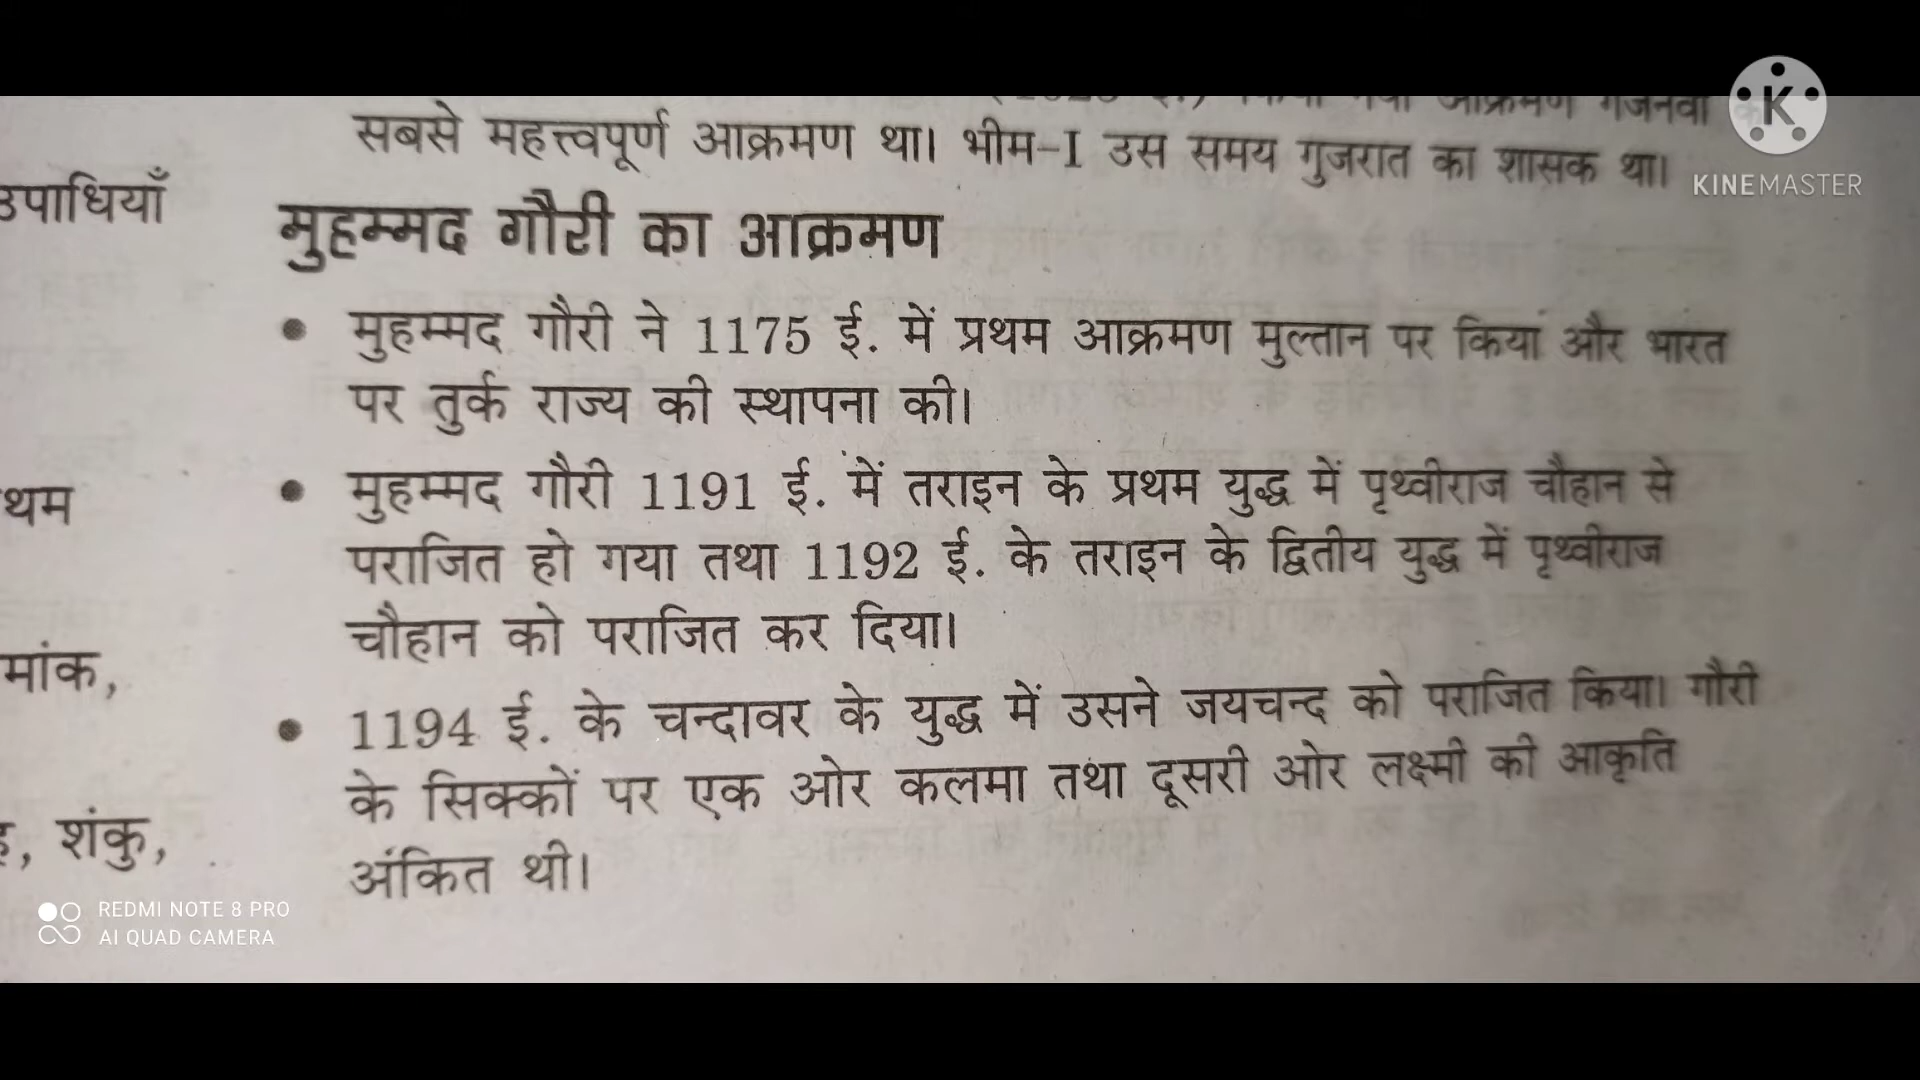 आक्रमण गजनवी
सबसे महत्त्वपूर्ण आक्रमण था। भीम-I उस समय गुजरात का शासक था।
उपाधियाँ
मुहम्मद गौरी का आक्रमण
• मुहम्मद गौरी ने 1175 ई. में प्रथम आक्रमण मुल्तान पर किया और भारत
पर तुर्क राज्य की स्थापना की।
• मुहम्मद गौरी 1191 ई. में तराइन के प्रथम युद्ध में पृथ्वीराज चौहान से
थम
पराजित हो गया तथा 1192 ई. के तराइन के द्वितीय युद्ध में पृथ्वीराज
चौहान को पराजित कर दिया।
मांक,
• 1194 ई. के चन्दावर के युद्ध में उसने जयचन्द को पराजित किया। गौरी
के सिक्कों पर एक ओर कलमा तथा दूसरी ओर लक्ष्मी की आकृति
शंकु,
अंकित थी।
K
KINEMASTER
REDMI NOTE 8 PRO
AI QUAD CAMERA